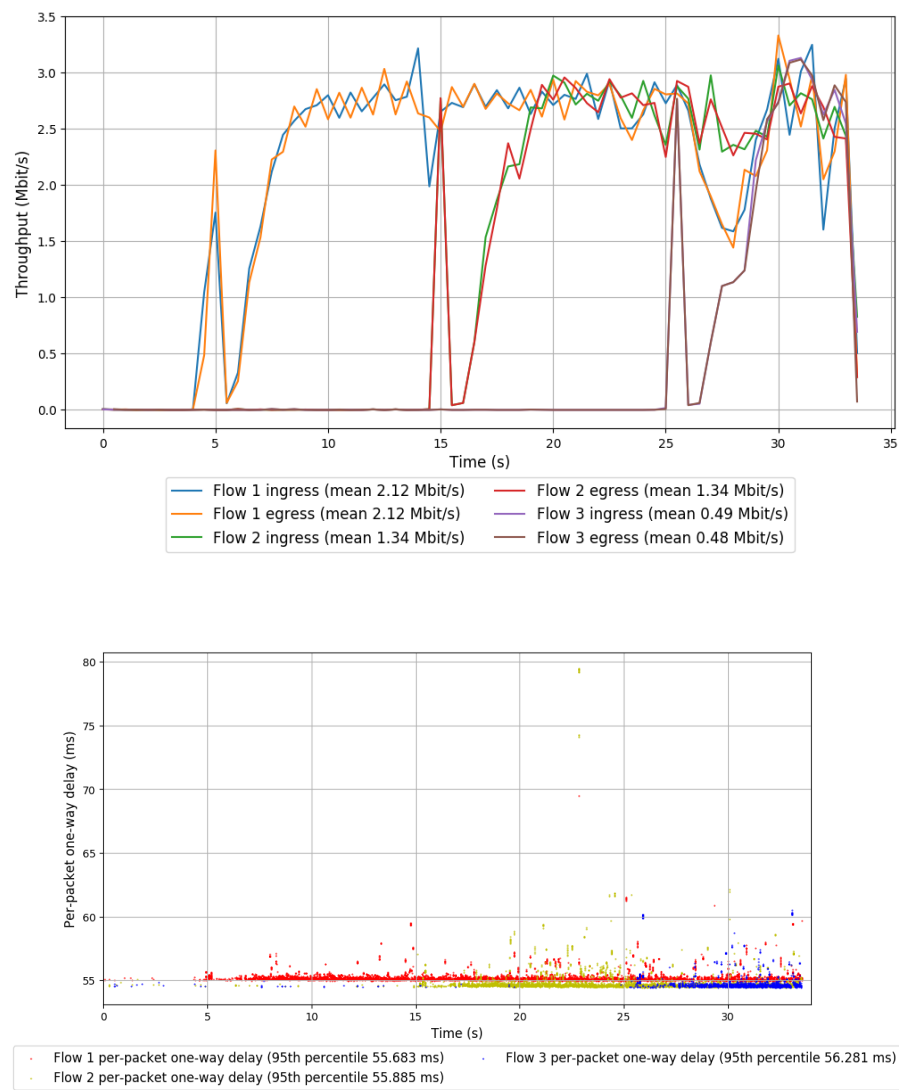 3.5
3.0
2.5
2.0
1.5
1.0
0.5
0.0
Throughput (Mbit/s)
0 5 10 15 20 25 30 35
Time (s)
Flow 1 ingress (mean 2.12 Mbit/s)
Flow 1 egress (mean 2.12 Mbit/s)
Flow 2 ingress (mean 1.34 Mbit/s)
Flow 2 egress (mean 1.34 Mbit/s)
Flow 3 ingress (mean 0.49 Mbit/s)
Flow 3 egress (mean 0.48 Mbit/s)
80
75
70
65
60
55
Per-packet one-way delay (ms)
0 5 10 15 20 25 30
Time (s)
Flow 1 per-packet one-way delay (95th percentile 55.683 ms)
Flow 2 per-packet one-way delay (95th percentile 55.885 ms)
Flow 3 per-packet one-way delay (95th percentile 56.281 ms)